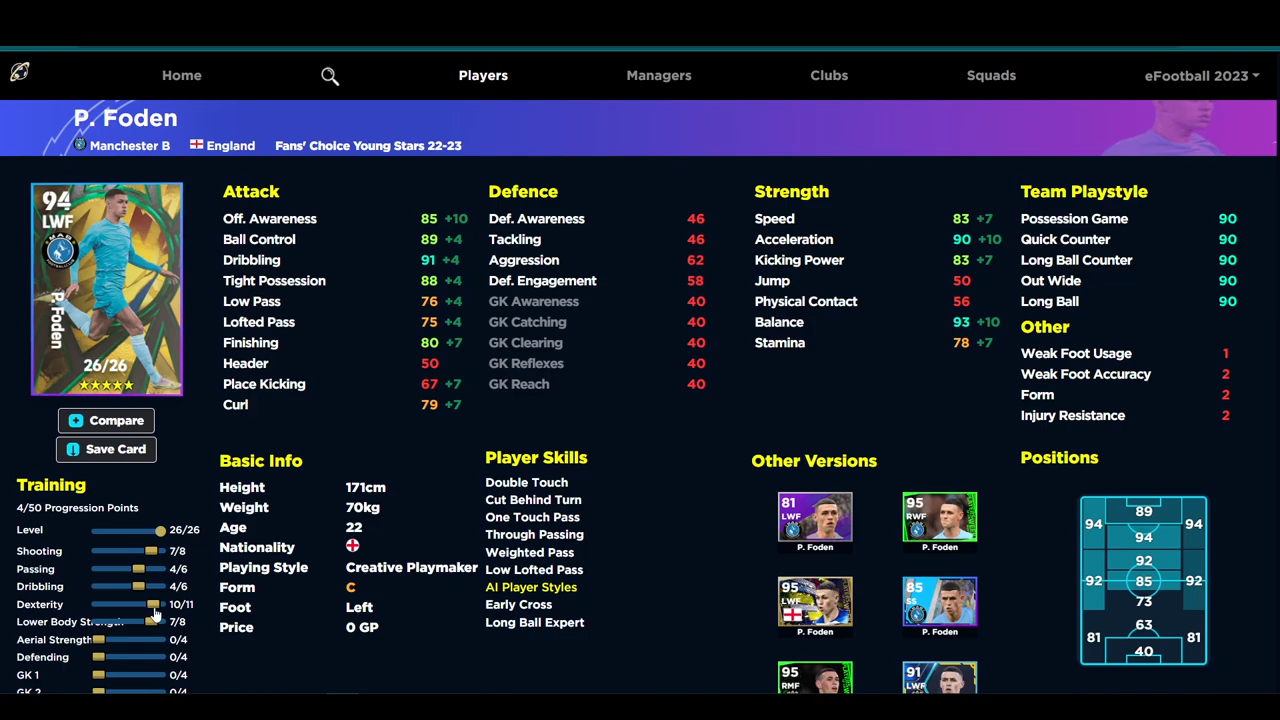 Home
Players
Managers
Clubs
Squads
eFootball 2023
P. Foden
Manchester B England Fans' Choice Young Stars 22-23
94
LWF
P. Foden
26/26
Compare
Save Card
Training
4/50 Progression Points
Level 26/26
Shooting 7/8
Passing 4/6
Dribbling 4/6
Dexterity 10/11
Lower Body Strength 7/8
Aerial Strength 0/4
Defending 0/4
GK 1 0/4
GK 2 0/4
Attack
Off. Awareness 85 +10
Ball Control 89 +4
Dribbling 91 +4
Tight Possession 88 +4
Low Pass 76 +4
Lofted Pass 75 +4
Finishing 80 +7
Header 50
Place Kicking 67 +7
Curl 79 +7
Defence
Def. Awareness 46
Tackling 46
Aggression 62
Def. Engagement 58
GK Awareness 40
GK Catching 40
GK Clearing 40
GK Reflexes 40
GK Reach 40
Strength
Speed 83 +7
Acceleration 90 +10
Kicking Power 83 +7
Jump 50
Physical Contact 56
Balance 93 +10
Stamina 78 +7
Team Playstyle
Possession Game 90
Quick Counter 90
Long Ball Counter 90
Out Wide 90
Long Ball 90
Other
Weak Foot Usage 1
Weak Foot Accuracy 2
Form 2
Injury Resistance 2
Basic Info
Height 171cm
Weight 70kg
Age 22
Nationality
Playing Style Creative Playmaker
Form C
Foot Left
Price 0 GP
Player Skills
Double Touch
Cut Behind Turn
One Touch Pass
Through Passing
Weighted Pass
Low Lofted Pass
AI Player Styles
Early Cross
Long Ball Expert
Other Versions
81
LWF
P. Foden
95
RWF
P. Foden
95
LWF
P. Foden
85
SS
P. Foden
95
RMF
91
LWF
Positions
89
94 94
94
92
92 85 92
73
63
81 81
40